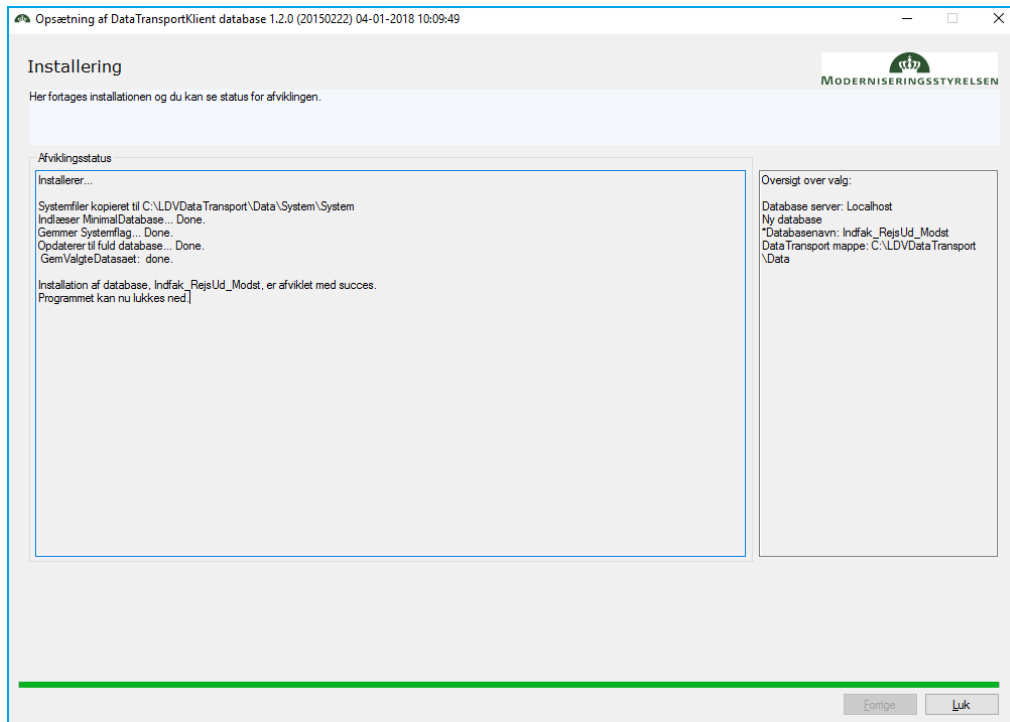 Opsætning af DataTransportKlient database 1.2.0 (20150222) 04-01-2018 10:09:49
Installering
MODERNISERINGSSTYRELSEN
Her fortages installationen og du kan se status for afviklingen.
Afviklingsstatus
Installerer...
Systemfiler kopieret til C:\LDVDataTransport\Data\System\System
Indlæser MinimalDatabase... Done.
Gemmer Systemflag... Done.
Opdaterer til fuld database... Done.
GemValgteDatasaet: done.
Installation af database, Indfak_RejsUd_Modst, er afviklet med succes.
Programmet kan nu lukkes ned.
Oversigt over valg:
Database server: Localhost
Ny database
*Databasenavn: Indfak_RejsUd_Modst
DataTransport mappe: C:\LDVDataTransport
\Data
Forrige
Luk